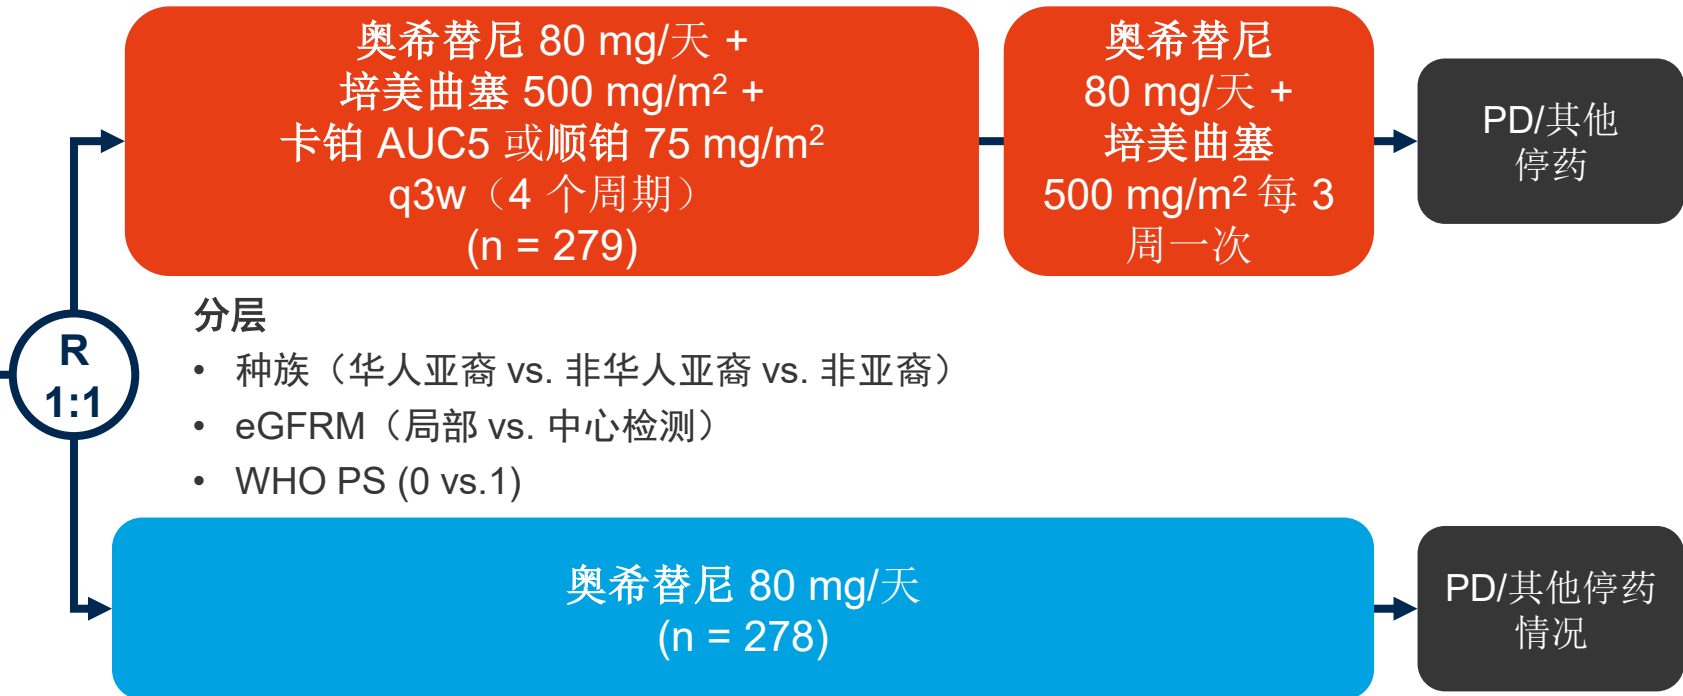 奥希替尼 80 mg/天 +
培美曲塞 500 mg/m² +
卡铂 AUC5 或顺铂 75 mg/m²
q3w（4 个周期）
(n = 279)
奥希替尼
80 mg/天 +
培美曲塞
500 mg/m² 每 3
周一次
PD/其他
停药
R
1:1
分层
• 种族（华人亚裔 vs. 非华人亚裔 vs. 非亚裔）
• eGFRM（局部 vs. 中心检测）
• WHO PS (0 vs.1)
奥希替尼 80 mg/天
(n = 278)
PD/其他停药
情况